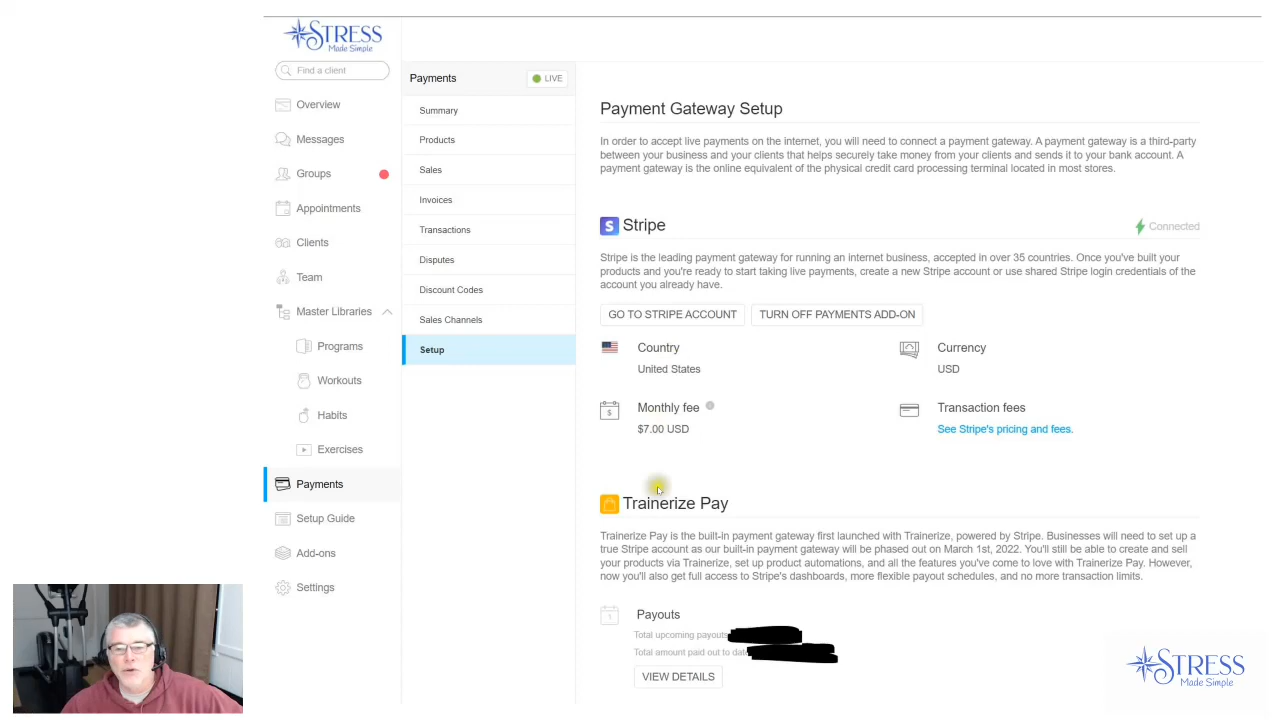 STRESS
Made Simple
Find a client
Overview
Messages
Groups
Appointments
Clients
Team
Master Libraries
Programs
Workouts
Habits
Exercises
Payments
Setup Guide
Add-ons
Settings
Payments
LIVE
Summary
Products
Sales
Invoices
Transactions
Disputes
Discount Codes
Sales Channels
Setup
Payment Gateway Setup
In order to accept live payments on the internet, you will need to connect a payment gateway. A payment gateway is a third-party
between your business and your clients that helps securely take money from your clients and sends it to your bank account. A
payment gateway is the online equivalent of the physical credit card processing terminal located in most stores.
S Stripe
Connected
Stripe is the leading payment gateway for running an internet business, accepted in over 35 countries. Once you've built your
products and you're ready to start taking live payments, create a new Stripe account or use shared Stripe login credentials of the
account you already have.
GO TO STRIPE ACCOUNT
TURN OFF PAYMENTS ADD-ON
Country
United States
Currency
USD
Monthly fee
$7.00 USD
Transaction fees
See Stripe's pricing and fees.
Trainerize Pay
Trainerize Pay is the built-in payment gateway first launched with Trainerize, powered by Stripe. Businesses will need to set up a
true Stripe account as our built-in payment gateway will be phased out on March 1st, 2022. You'll still be able to create and sell
your products via Trainerize, set up product automations, and all the features you've come to love with Trainerize Pay. However,
now you'll also get full access to Stripe's dashboards, more flexible payout schedules, and no more transaction limits.
Payouts
Total upcoming payouts
Total amount paid out to date
VIEW DETAILS
STRESS
Made Simple